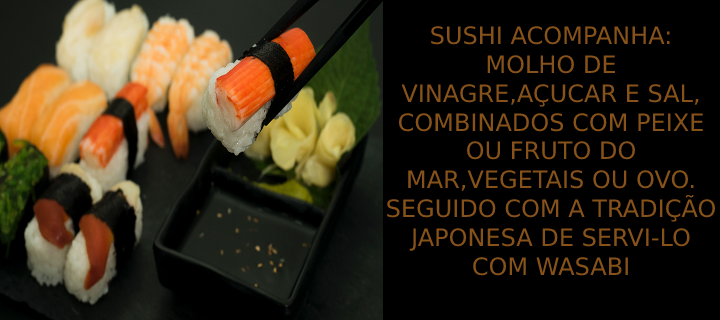 SUSHI ACOMPANHA:
MOLHO DE
VINAGRE,AÇUCAR E SAL,
COMBINADOS COM PEIXE
OU FRUTO DO
MAR,VEGETAIS OU OVO.
SEGUIDO COM A TRADIÇÃO
JAPONESA DE SERVI-LO
COM WASABI